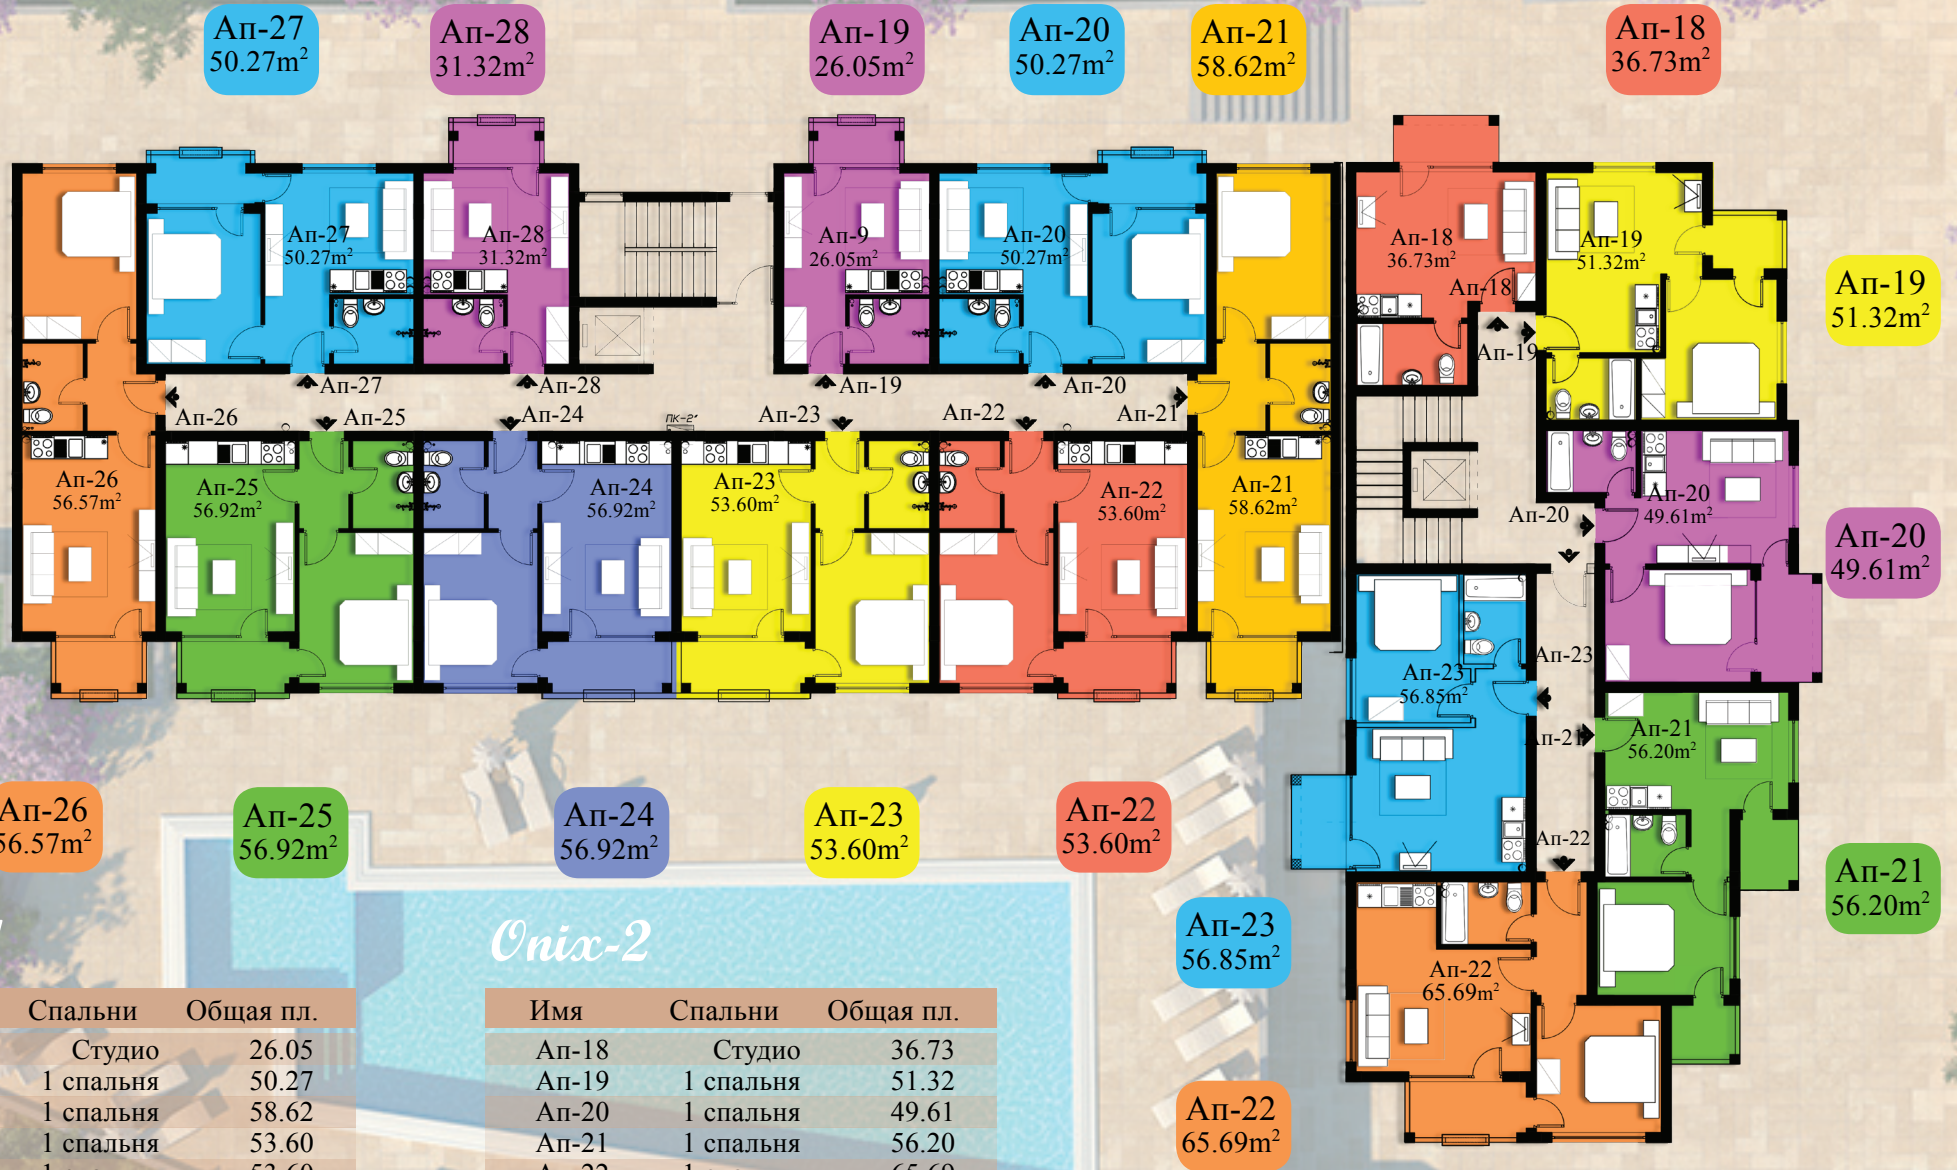 Ап-27
50.27m²
Ап-28
31.32m²
Ап-19
26.05m²
Ап-20
50.27m²
Ап-21
58.62m²
Ап-18
36.73m²
Ап-27
50.27m²
Ап-28
31.32m²
Ап-9
26.05m²
Ап-20
50.27m²
Ап-18
36.73m²
Ап-19
51.32m²
Ап-18
Ап-19
Ап-19
51.32m²
Ап-27
Ап-28
Ап-19
Ап-20
Ап-26
Ап-25
Ап-24
ПК-2'
Ап-23
Ап-22
Ап-21
Ап-26
56.57m²
Ап-25
56.92m²
Ап-24
56.92m²
Ап-23
53.60m²
Ап-22
53.60m²
Ап-21
58.62m²
Ап-20
49.61m²
Ап-20
Ап-20
49.61m²
Ап-23
Ап-23
56.85m²
Ап-21
56.20m²
п-21
Ап-22
Ап-26
56.57m²
Ап-25
56.92m²
Ап-24
56.92m²
Ап-23
53.60m²
Ап-22
53.60m²
Ап-21
56.20m²
Ап-23
56.85m²
Ап-22
65.69m²
Ап-22
65.69m²
Onix-2
Спальни Общая пл.
Студио 26.05
1 спальня 50.27
1 спальня 58.62
1 спальня 53.60
53.60
Имя Спальни Общая пл.
Ап-18 Студио 36.73
Ап-19 1 спальня 51.32
Ап-20 1 спальня 49.61
Ап-21 1 спальня 56.20
Ап-22 65.69